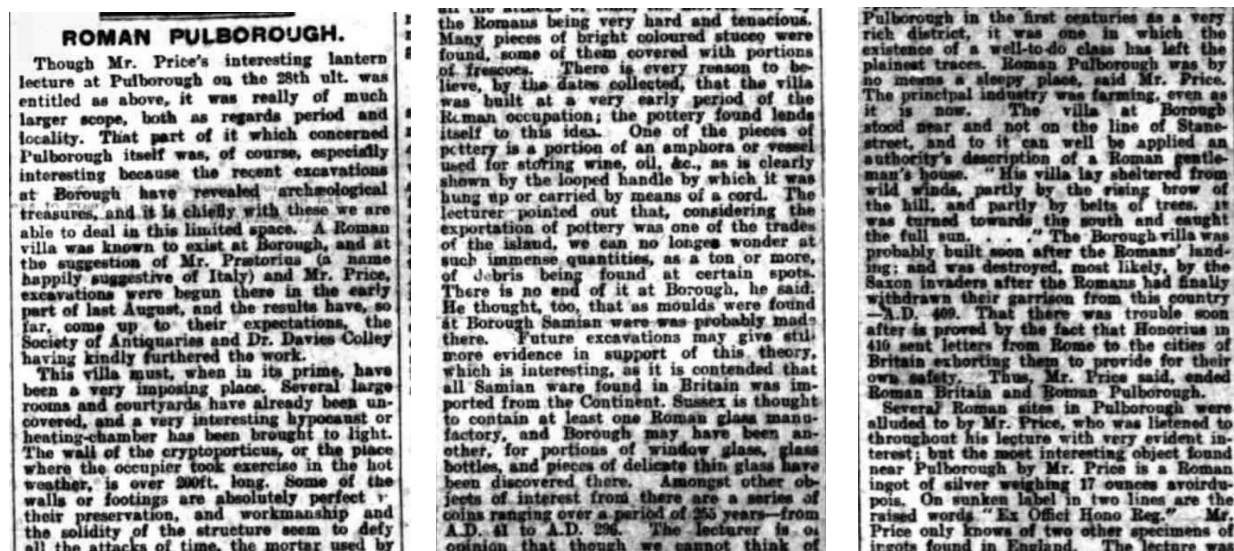 ROMAN PULBOROUGH.
Though Mr. Price's interesting lantern
lecture at Pulborough on the 28th ult. was
entitled as above, it was really of much
larger scope, both as regards period and
locality. That part of it which concerned
Pulborough itself was, of course, especially
interesting because the recent excavations
at Borough have revealed archæological
treasures, and it is chiefly with these we are
able to deal in this limited space. A Roman
villa was known to exist at Borough, and at
the suggestion of Mr. Prætorius (a name
happily suggestive of Italy) and Mr. Price,
excavations were begun there in the early
part of last August, and the results have, so
far, come up to their expectations, the
Society of Antiquaries and Dr. Davies Colley
having kindly furthered the work.
This villa must, when in its prime, have
been a very imposing place. Several large
rooms and courtyards have already been un-
covered, and a very interesting hypocaust or
heating-chamber has been brought to light.
The wall of the cryptoporticus, or the place
where the occupier took exercise in the hot
weather, is over 200ft. long. Some of the
walls or footings are absolutely perfect
their preservation, and workmanship and
the solidity of the structure seem to defy
all the attacks of time, the mortar used by
the Romans being very hard and tenacious.
Many pieces of bright coloured stucco were
found, some of them covered with portions
of frescoes. There is every reason to be-
lieve, by the dates collected, that the villa
was built at a very early period of the
Roman occupation; the pottery found lends
itself to this idea. One of the pieces of
pottery is a portion of an amphora or vessel
used for storing wine, oil, &c., as is clearly
shown by the looped handle by which it was
hung up or carried by means of a cord. The
lecturer pointed out that, considering the
exportation of pottery was one of the trades
of the island, we can no longer wonder at
such immense quantities, as a ton or more,
of debris being found at certain spots.
There is no end of it at Borough, he said.
He thought, too, that as moulds were found
at Borough Samian ware was probably made
there. Future excavations may give still
more evidence in support of this theory,
which is interesting, as it is contended that
all Samian ware found in Britain was im-
ported from the Continent. Sussex is thought
to contain at least one Roman glass manu-
factory, and Borough may have been an-
other, for portions of window glass, glass
bottles, and pieces of delicate thin glass have
been discovered there. Amongst other ob-
jects of interest from there are a series of
coins ranging over a period of 255 years—from
A.D. 41 to A.D. 296. The lecturer is of
opinion that though we cannot think of
Pulborough in the first centuries as a very
rich district, it was one in which the
existence of a well-to-do class has left the
plainest traces. Roman Pulborough was by
no means a sleepy place, said Mr. Price.
The principal industry was farming, even as
it is now. The villa at Borough
stood near and not on the line of Stane-
street, and to it can well be applied an
authority's description of a Roman gentle-
man's house. "His villa lay sheltered from
wild winds, partly by the rising brow of
the hill, and partly by belts of trees. It
was turned towards the south and caught
the full sun. . . ." The Borough villa was
probably built soon after the Romans' land-
ing; and was destroyed, most likely, by the
Saxon invaders after the Romans had finally
withdrawn their garrison from this country
—A.D. 409. That there was trouble soon
after is proved by the fact that Honorius in
410 sent letters from Rome to the cities of
Britain exhorting them to provide for their
own safety. Thus, Mr. Price said, ended
Roman Britain and Roman Pulborough.
Several Roman sites in Pulborough were
alluded to by Mr. Price, who was listened to
throughout his lecture with very evident in-
terest; but the most interesting object found
near Pulborough by Mr. Price is a Roman
ingot of silver weighing 17 ounces avoirdu-
pois. On sunken label in two lines are the
raised words "Ex Offici Hono Reg." Mr.
Price only knows of two other specimens of
ingots found in England. The lecture was